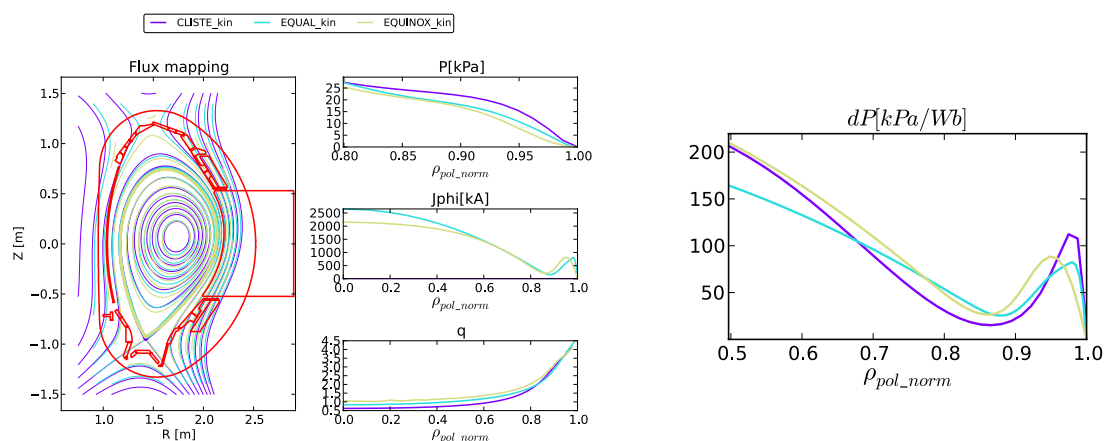 CLISTE_kin EQUAL_kin EQUINOX_kin
Flux mapping
1.5
1.0
0.5
0.0
−0.5
−1.0
−1.5
Z [m]
1.0 1.5 2.0 2.5
R [m]
P[kPa]
25
20
15
10
5
0
0.80 0.85 0.90 0.95 1.00
ρpol_norm
Jphi[kA]
2500
2000
1500
1000
500
0
0.0 0.2 0.4 0.6 0.8 1.0
ρpol_norm
q
4.5
4.0
3.5
3.0
2.5
2.0
1.5
1.0
0.5
0.0 0.2 0.4 0.6 0.8 1.0
ρpol_norm
dP[kPa/Wb]
200
150
100
50
0.5 0.6 0.7 0.8 0.9 1.0
ρpol_norm